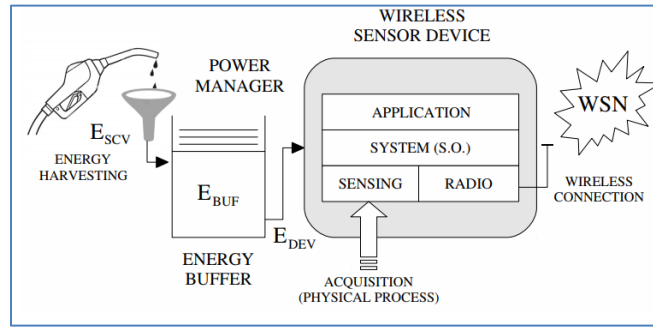 WIRELESS
SENSOR DEVICE
POWER
MANAGER
WSN
E_SCV
ENERGY
HARVESTING
APPLICATION
SYSTEM (S.O.)
SENSING
RADIO
WIRELESS
CONNECTION
E_BUF
E_DEV
ENERGY
BUFFER
ACQUISITION
(PHYSICAL PROCESS)